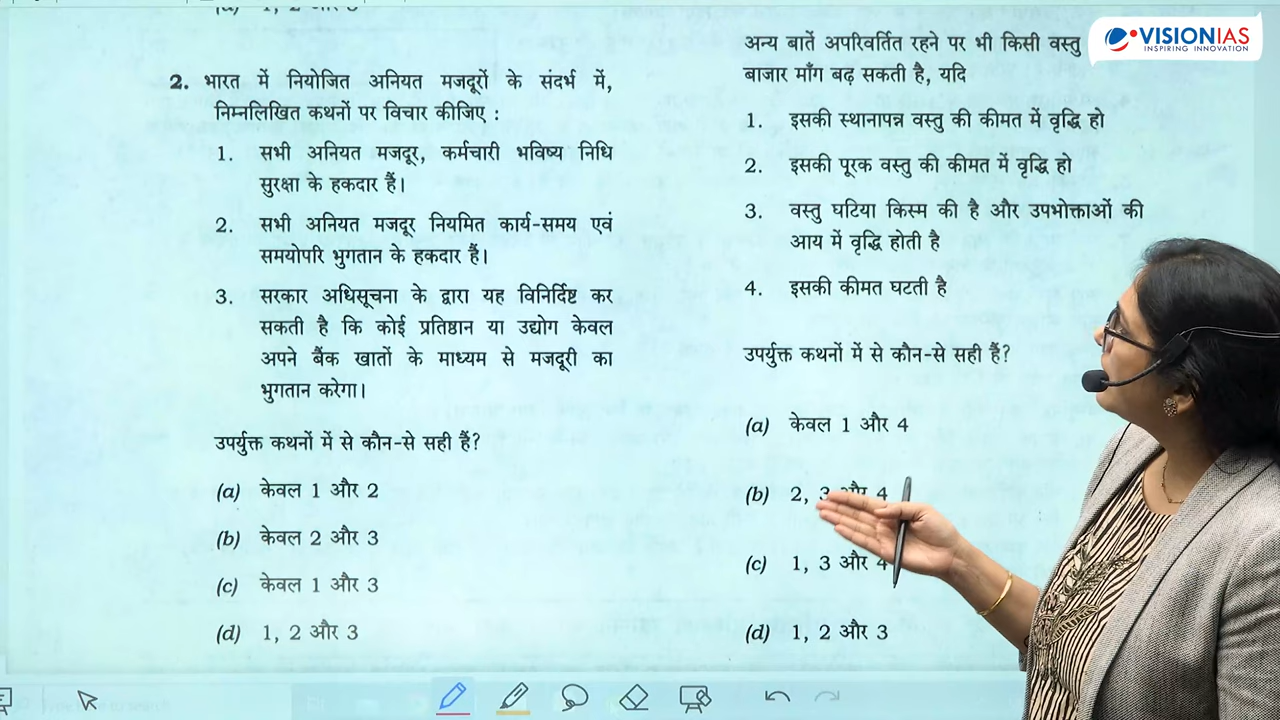 2. भारत में नियोजित अनियत मजदूरों के संदर्भ में,
निम्नलिखित कथनों पर विचार कीजिए :
1. सभी अनियत मजदूर, कर्मचारी भविष्य निधि
सुरक्षा के हकदार हैं।
2. सभी अनियत मजदूर नियमित कार्य-समय एवं
समयोपरि भुगतान के हकदार हैं।
3. सरकार अधिसूचना के द्वारा यह विनिर्दिष्ट कर
सकती है कि कोई प्रतिष्ठान या उद्योग केवल
अपने बैंक खातों के माध्यम से मजदूरी का
भुगतान करेगा।
उपर्युक्त कथनों में से कौन-से सही हैं?
(a) केवल 1 और 2
(b) केवल 2 और 3
(c) केवल 1 और 3
(d) 1, 2 और 3
अन्य बातें अपरिवर्तित रहने पर भी किसी वस्तु
बाजार माँग बढ़ सकती है, यदि
1. इसकी स्थानापन्न वस्तु की कीमत में वृद्धि हो
2. इसकी पूरक वस्तु की कीमत में वृद्धि हो
3. वस्तु घटिया किस्म की है और उपभोक्ताओं की
आय में वृद्धि होती है
4. इसकी कीमत घटती है
उपर्युक्त कथनों में से कौन-से सही हैं?
(a) केवल 1 और 4
(b) 2, 3 और 4
(c) 1, 3 और 4
(d) 1, 2 और 3
VISIONIAS
INSPIRING INNOVATION